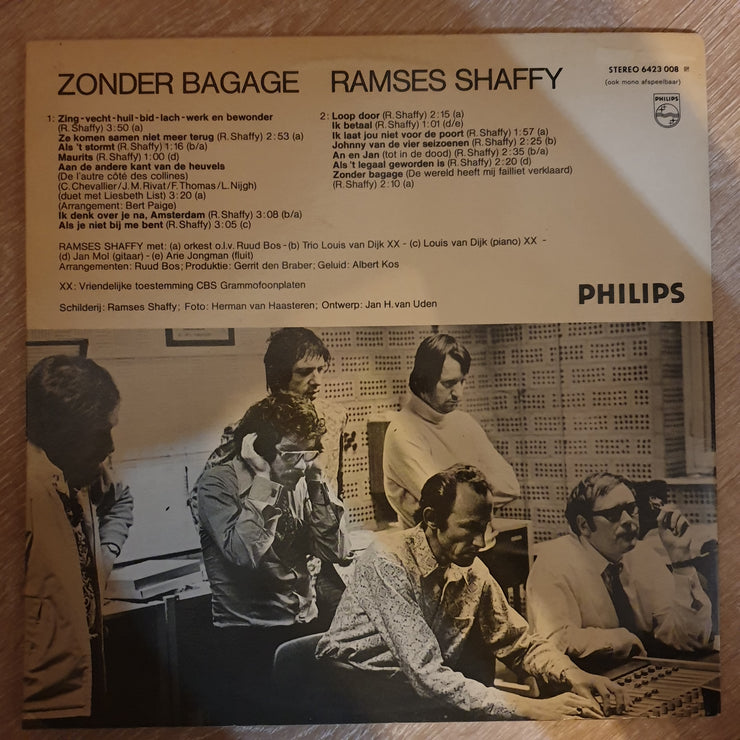 ZONDER BAGAGE RAMSES SHAFFY
STEREO 6423 008
(ook mono afspeelbaar)
PHILIPS
1: Zing-vecht-huil-bid-lach-werk en bewonder
(R. Shaffy) 3:50 (a)
Ze komen samen niet meer terug (R. Shaffy) 2:53 (a)
Als 't stormt (R. Shaffy) 1:16 (b/a)
Maurits (R. Shaffy) 1:00 (d)
Aan de andere kant van de heuvels
(De l'autre côté des collines)
(C. Chevallier/J. M. Rivat/F. Thomas/L. Nijgh)
(duet met Liesbeth List) 3:20 (a)
(Arrangement: Bert Paige)
Ik denk over je na, Amsterdam (R. Shaffy) 3:08 (b/a)
Als je niet bij me bent (R. Shaffy) 3:05 (c)
2: Loop door (R. Shaffy) 2:15 (a)
Ik betaal (R. Shaffy) 1:01 (d/e)
Ik laat jou niet voor de poort (R. Shaffy) 1:57 (a)
Johnny van de vier seizoenen (R. Shaffy) 2:25 (b)
An en Jan (tot in de dood) (R. Shaffy) 2:35 (b/a)
Als 't legaal geworden is (R. Shaffy) 2:20 (d)
Zonder bagage (De wereld heeft mij failliet verklaard)
(R. Shaffy) 2:10 (a)
RAMSES SHAFFY met: (a) orkest o.l.v. Ruud Bos - (b) Trio Louis van Dijk XX - (c) Louis van Dijk (piano) XX -
(d) Jan Mol (gitaar) - (e) Arie Jongman (fluit)
Arrangementen: Ruud Bos; Produktie: Gerrit den Braber; Geluid: Albert Kos
XX: Vriendelijke toestemming CBS Grammofoonplaten
PHILIPS
Schilderij: Ramses Shaffy; Foto: Herman van Haasteren; Ontwerp: Jan H. van Uden